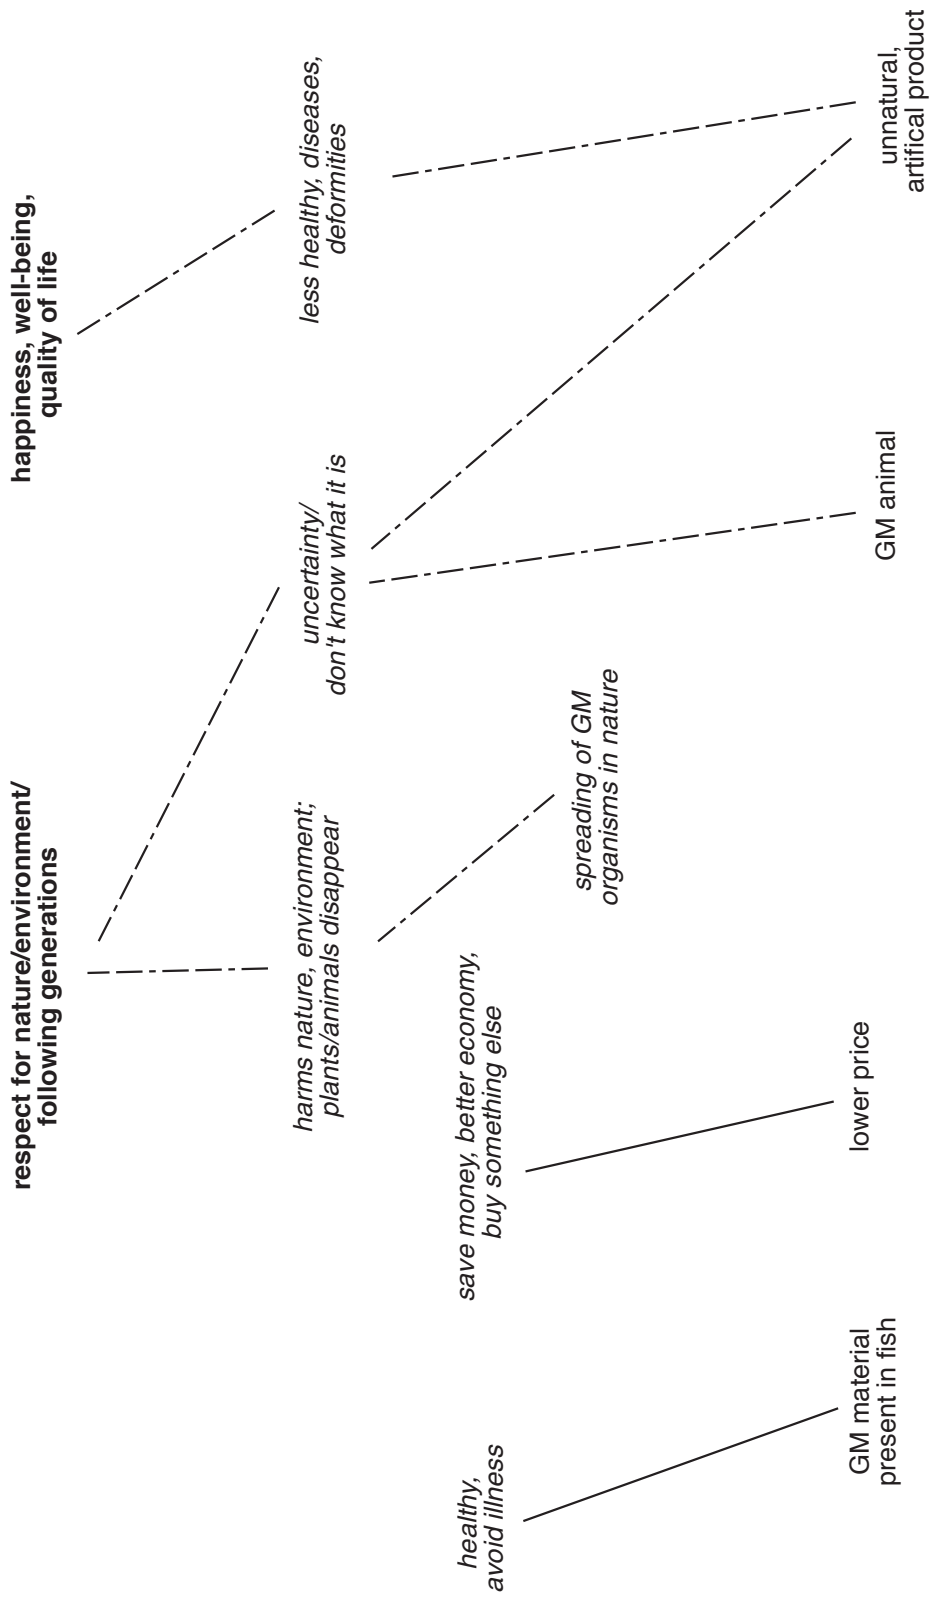 respect for nature/environment/
following generations
happiness, well-being,
quality of life
harms nature, environment;
plants/animals disappear
uncertainty/
don't know what it is
less healthy, diseases,
deformities
healthy,
avoid illness
save money, better economy,
buy something else
spreading of GM
organisms in nature
GM material
present in fish
lower price
GM animal
unnatural,
artifical product